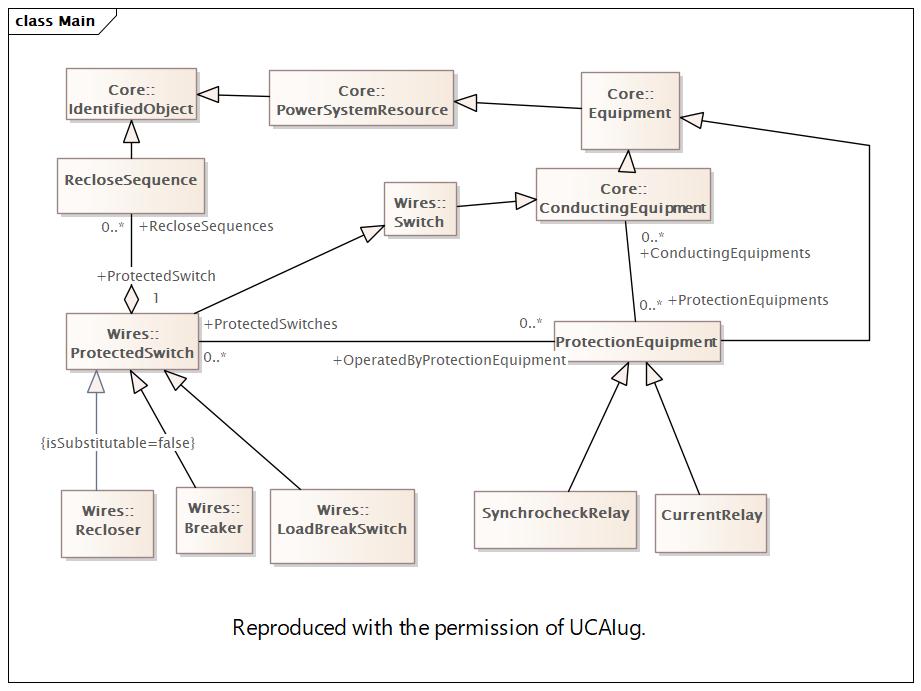 class Main
Core::
IdentifiedObject
Core::
PowerSystemResource
Core::
Equipment
RecloseSequence
Wires::
Switch
Core::
ConductingEquipment
0..*
+RecloseSequences
0..*
+ConductingEquipments
+ProtectedSwitch
1
0..*
+ProtectionEquipments
Wires::
ProtectedSwitch
+ProtectedSwitches
0..*
0..*
+OperatedByProtectionEquipment
ProtectionEquipment
{isSubstitutable=false}
Wires::
Recloser
Wires::
Breaker
Wires::
LoadBreakSwitch
SynchrocheckRelay
CurrentRelay
Reproduced with the permission of UCAIug.